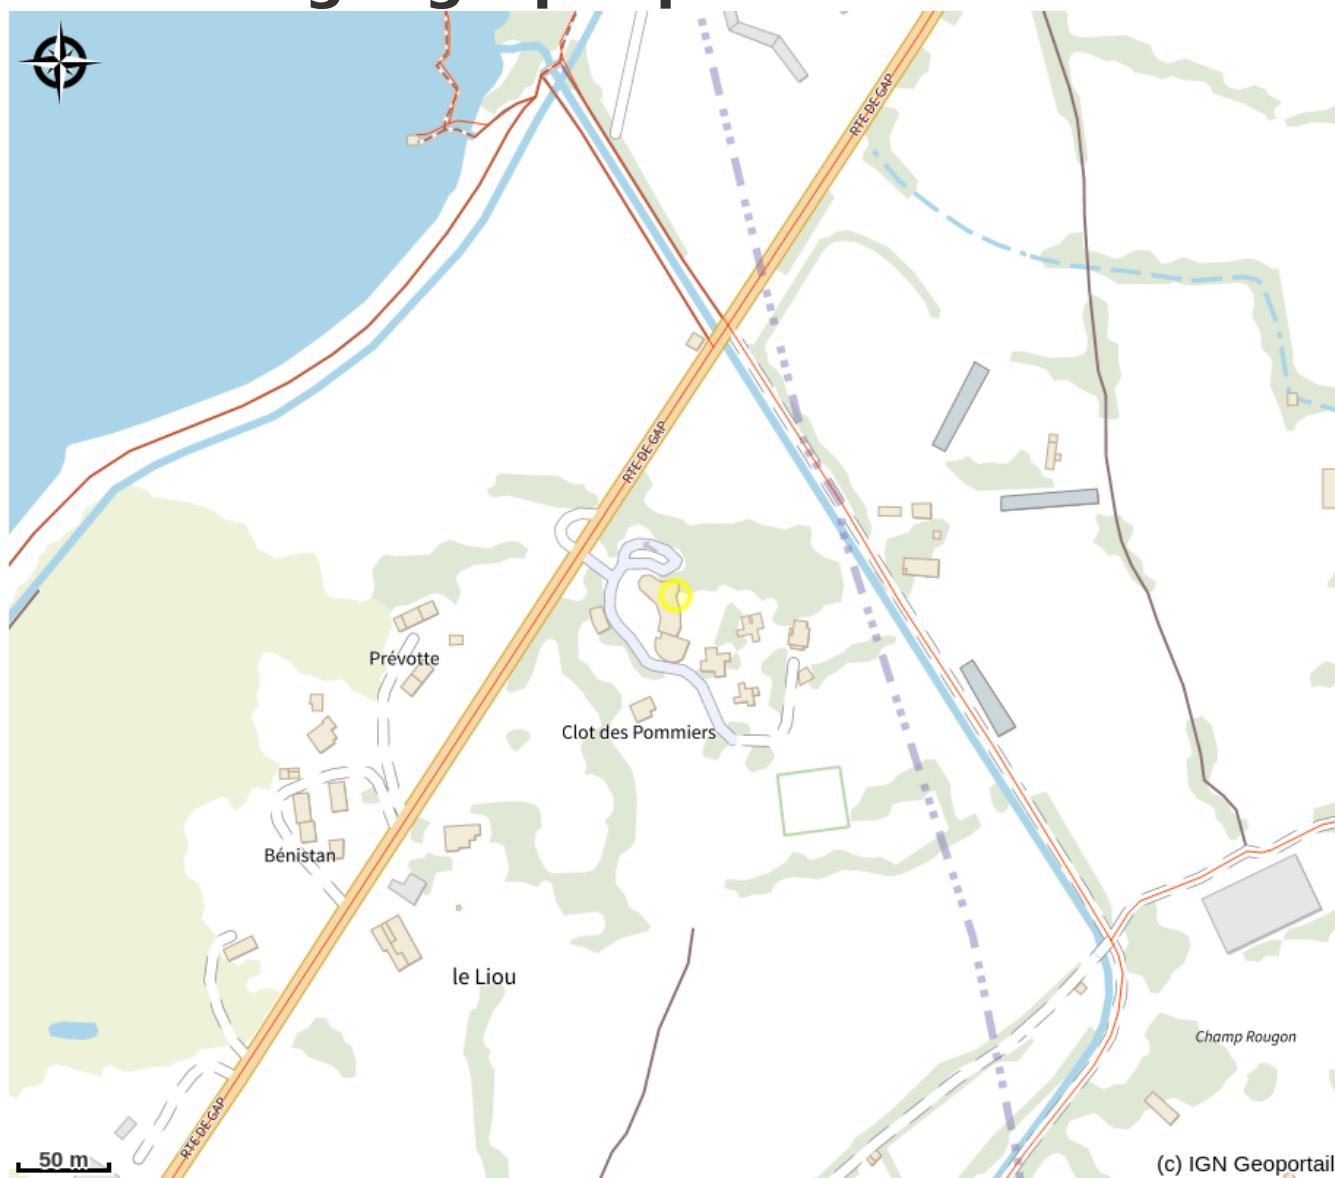 RTE DE GAP
RTE DE GAP
Prévotte
Clot des Pommiers
Bénistan
le Liou
Champ Rougon
RTE DE GAP
50 m
(c) IGN Geoportail